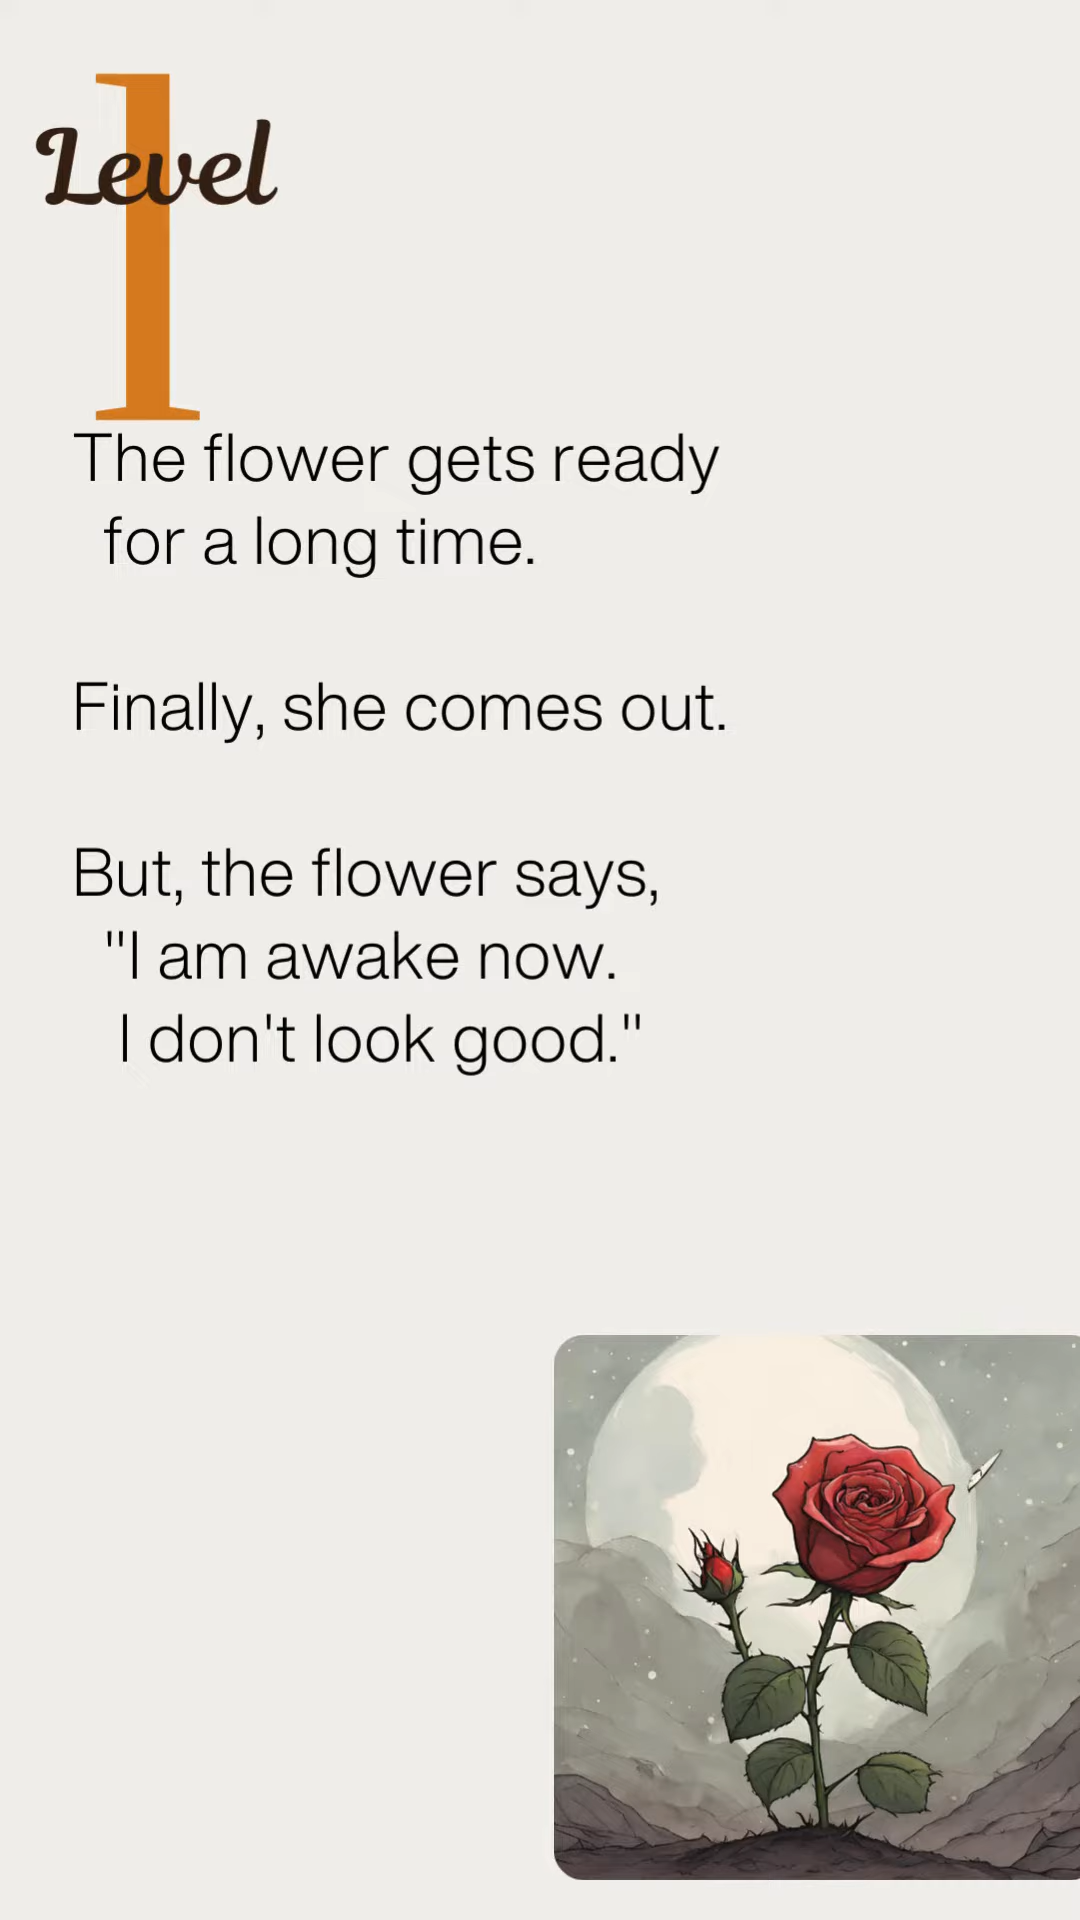 1
Level
The flower gets ready
for a long time.
Finally, she comes out.
But, the flower says,
"I am awake now.
I don't look good."